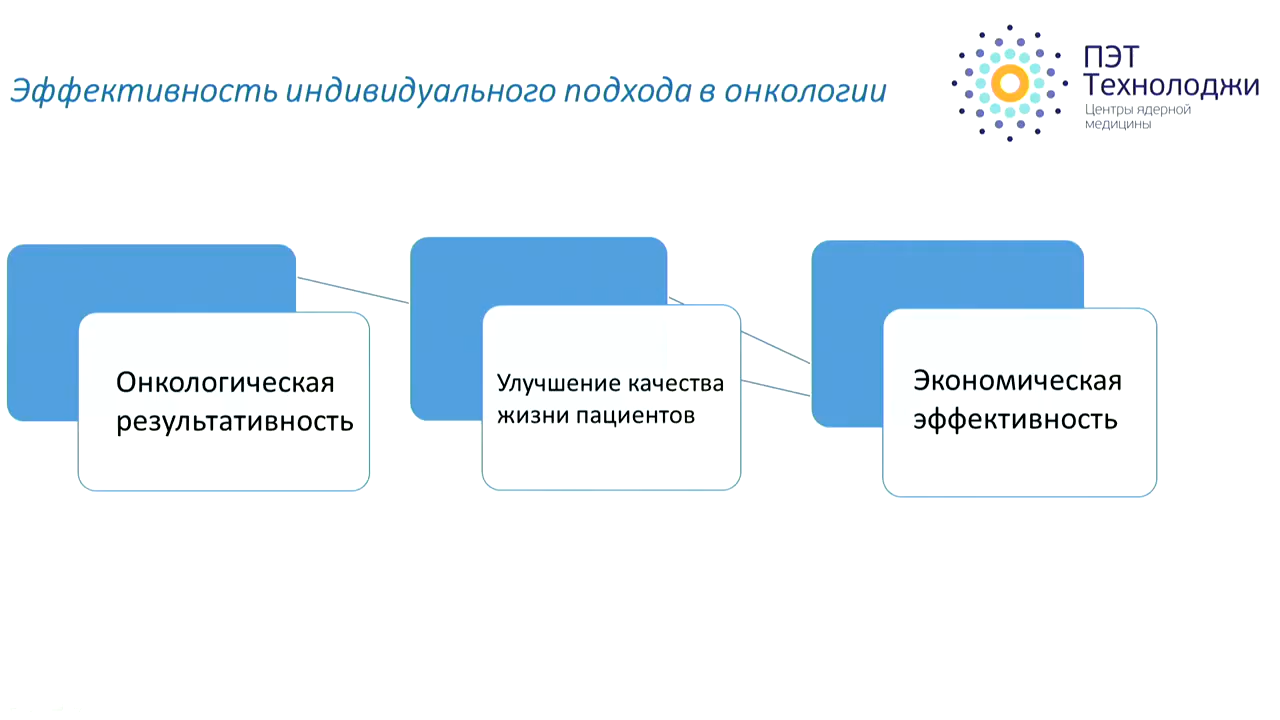 Эффективность индивидуального подхода в онкологии
ПЭТ
Технолоджи
Центры ядерной
медицины
Онкологическая
результативность
Улучшение качества
жизни пациентов
Экономическая
эффективность